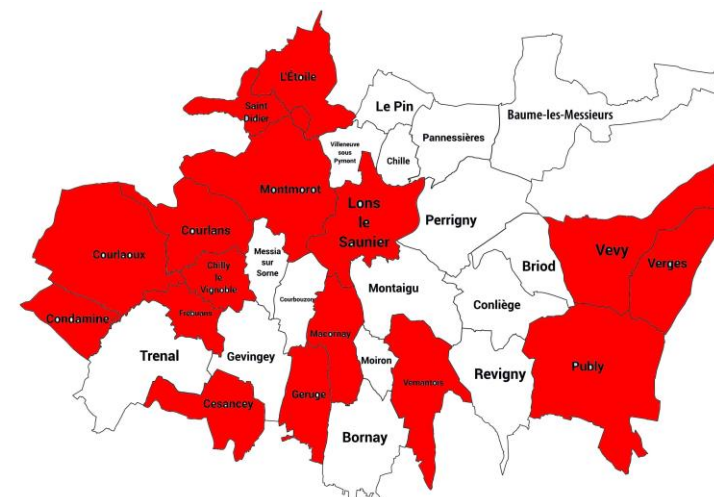 L'Étoile
Saint
Didier
Le Pin
Baume-les-Messieurs
Pannessières
Villeneuve
sous
Pymont
Chille
Montmorot
Lons
le
Saunier
Perrigny
Courlans
Courlaoux
Messia
sur
Sorne
Chilly
le
Vignoble
Briod
Vevy
Verges
Montaigu
Conliège
Courbouzon
Condamine
Frebuans
Macornay
Trenal
Gevingey
Moiron
Revigny
Publy
Vernantois
Geruge
Cesancey
Bornay